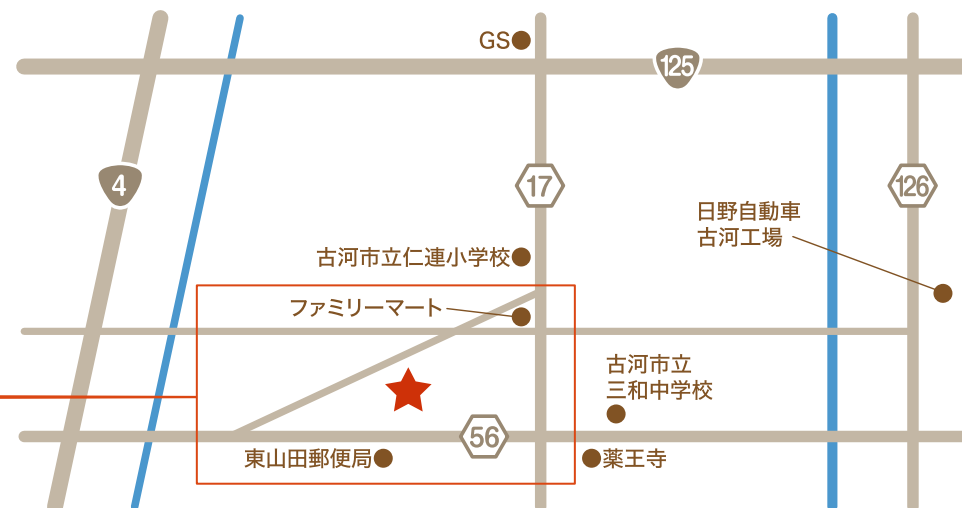 GS
125
4
17
126
日野自動車
古河工場
古河市立仁連小学校
ファミリーマート
古河市立
三和中学校
56
東山田郵便局
薬王寺